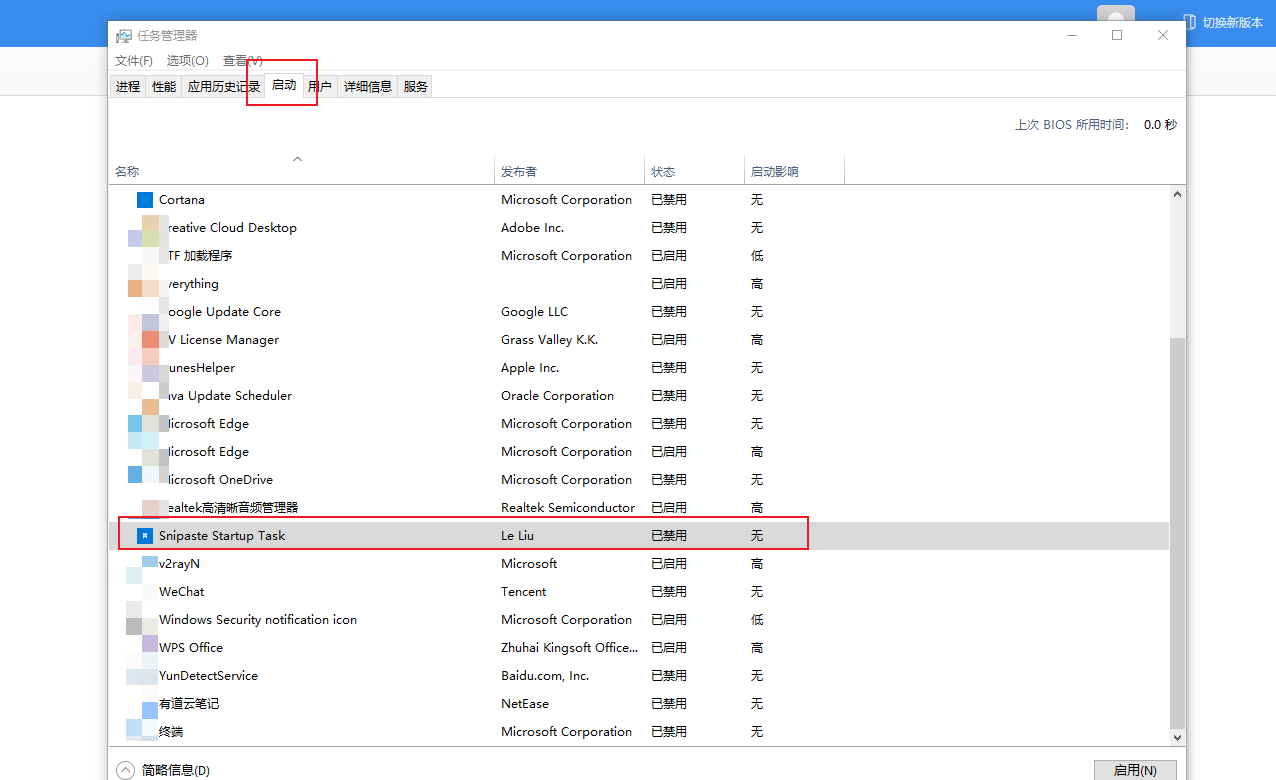 切换新版本
任务管理器
文件(F) 选项(O) 查看(V)
进程 性能 应用历史记录 启动 用户 详细信息 服务
上次 BIOS 所用时间: 0.0 秒
名称 发布者 状态 启动影响
Cortana Microsoft Corporation 已禁用 无
reative Cloud Desktop Adobe Inc. 已禁用 无
TF 加载程序 Microsoft Corporation 已启用 低
verything 已启用 高
oogle Update Core Google LLC 已禁用 无
V License Manager Grass Valley K.K. 已启用 高
unesHelper Apple Inc. 已禁用 无
ava Update Scheduler Oracle Corporation 已禁用 无
icrosoft Edge Microsoft Corporation 已禁用 无
icrosoft Edge Microsoft Corporation 已启用 高
icrosoft OneDrive Microsoft Corporation 已禁用 无
ealtek高清晰音频管理器 Realtek Semiconductor 已启用 高
Snipaste Startup Task Le Liu 已禁用 无
v2rayN Microsoft 已启用 高
WeChat Tencent 已禁用 无
Windows Security notification icon Microsoft Corporation 已启用 低
WPS Office Zhuhai Kingsoft Office... 已启用 高
YunDetectService Baidu.com, Inc. 已禁用 无
有道云笔记 NetEase 已禁用 无
终端 Microsoft Corporation 已禁用 无
简略信息(D) 启用(N)